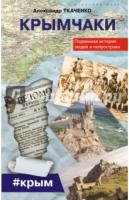 Александр ТКАЧЕНКО
КРЫМЧАКИ
Подлинная история
людей и полуострова
#крым